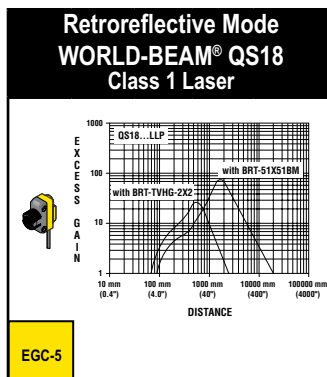 Retroreflective Mode
WORLD-BEAM® QS18
Class 1 Laser
EXCESS GAIN
1000
100
10
1
QS18...LLP
with BRT-51X51BM
with BRT-TVHG-2X2
10 mm 100 mm 1000 mm 10000 mm 100000 mm
(0.4") (4.0") (40") (400") (4000")
DISTANCE
EGC-5